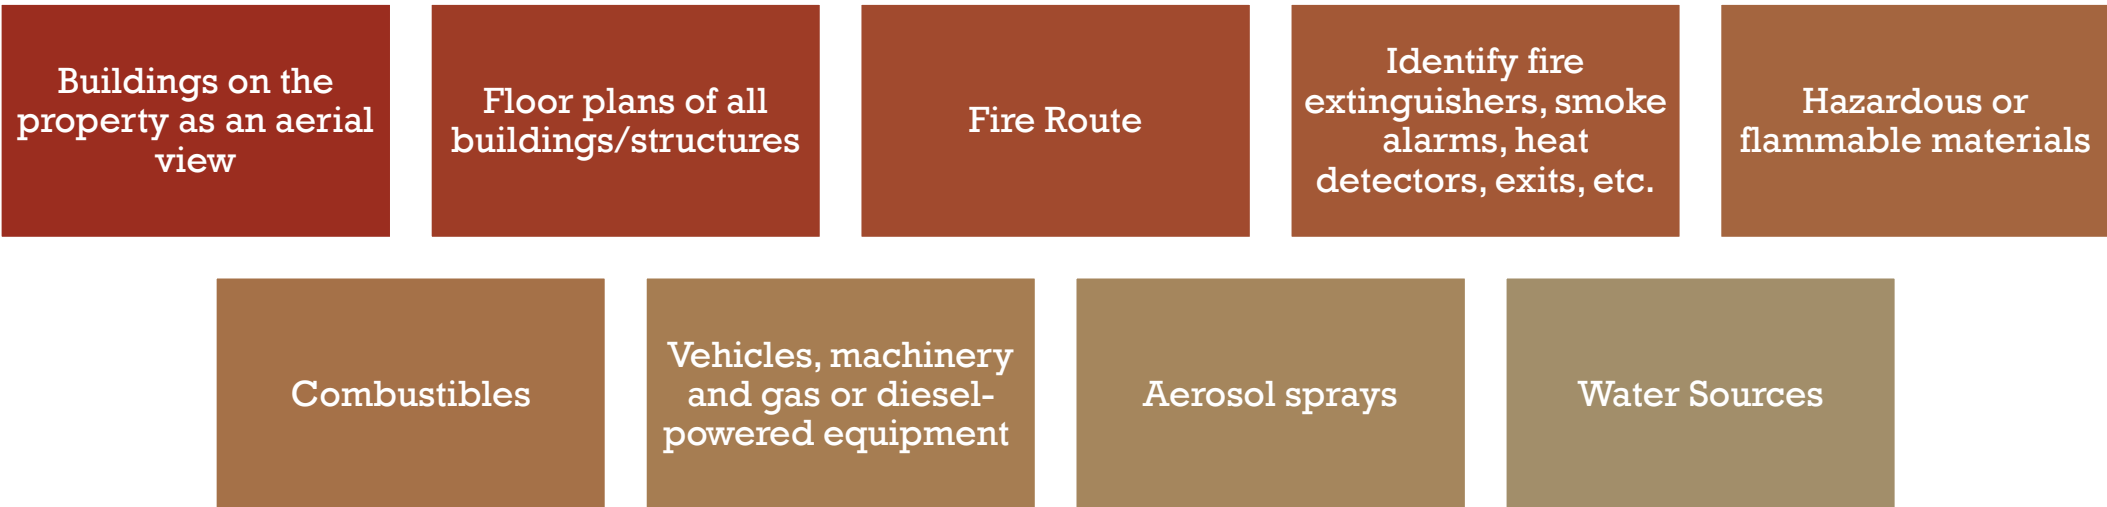 Buildings on the
property as an aerial
view
Floor plans of all
buildings/structures
Fire Route
Identify fire
extinguishers, smoke
alarms, heat
detectors, exits, etc.
Hazardous or
flammable materials
Combustibles
Vehicles, machinery
and gas or diesel-
powered equipment
Aerosol sprays
Water Sources